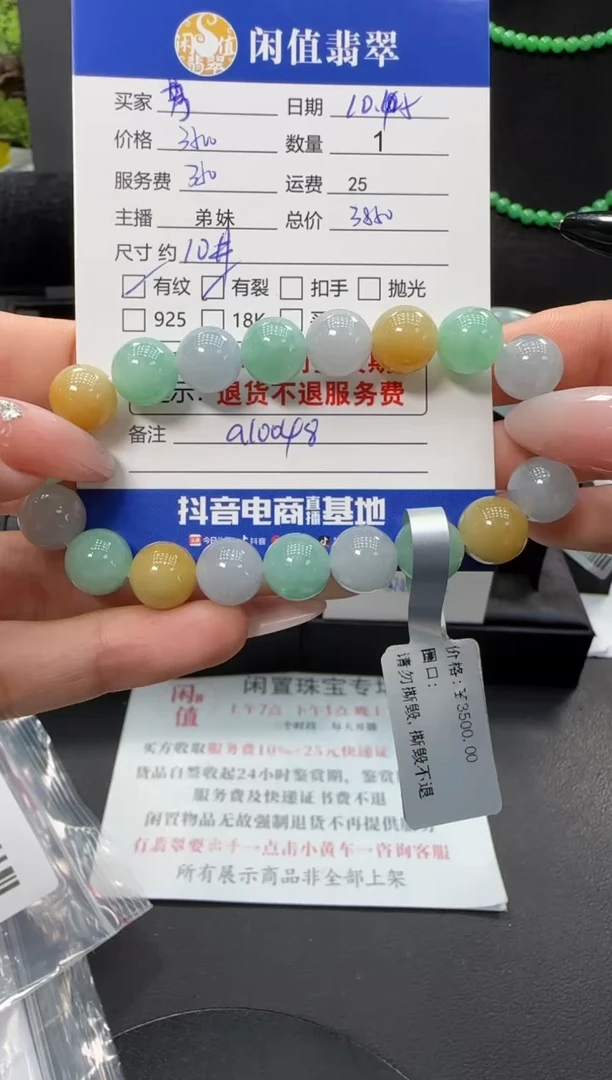 闲值翡翠
买家 日期
价格 3500 数量 1
服务费 350 运费 25
主播 弟妹 总价
尺寸 约 10#
有纹 有裂 扣手 抛光
925 18K
退货不退服务费
备注 a10048
抖音电商直播基地
价格:¥3500.00
圈口:
请勿撕毁,撕毁不退
闲值
闲置珠宝专场
买方收取服务费10%+25元快递证
货品自签收起24小时鉴赏期,鉴赏
服务费及快递证书费不退
闲置物品无故强制退货不再提供服务
有翡翠要出十一点击小黄车一咨询客服
所有展示商品非全部上架